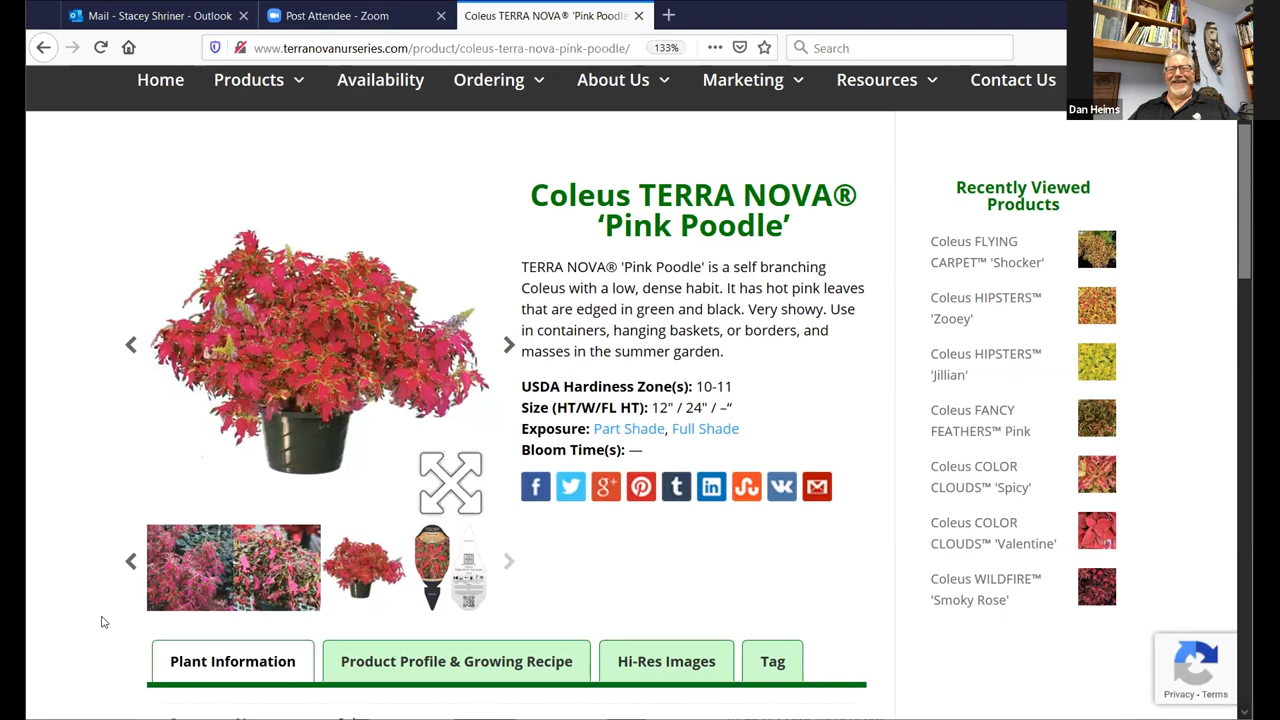 Mail - Stacey Shriner - Outlook
Post Attendee - Zoom
Coleus TERRA NOVA® 'Pink Poodle
www.terranovanurseries.com/product/coleus-terra-nova-pink-poodle/
133%
Search
Home
Products
Availability
Ordering
About Us
Marketing
Resources
Contact Us
Dan Heims
Coleus TERRA NOVA®
‘Pink Poodle’
TERRA NOVA® 'Pink Poodle' is a self branching
Coleus with a low, dense habit. It has hot pink leaves
that are edged in green and black. Very showy. Use
in containers, hanging baskets, or borders, and
masses in the summer garden.
USDA Hardiness Zone(s): 10-11
Size (HT/W/FL HT): 12" / 24" / –“
Exposure: Part Shade, Full Shade
Bloom Time(s): —
Recently Viewed
Products
Coleus FLYING
CARPET™ 'Shocker'
Coleus HIPSTERS™
'Zooey'
Coleus HIPSTERS™
'Jillian'
Coleus FANCY
FEATHERS™ Pink
Coleus COLOR
CLOUDS™ 'Spicy'
Coleus COLOR
CLOUDS™ 'Valentine'
Coleus WILDFIRE™
'Smoky Rose'
Plant Information
Product Profile & Growing Recipe
Hi-Res Images
Tag
Privacy - Terms